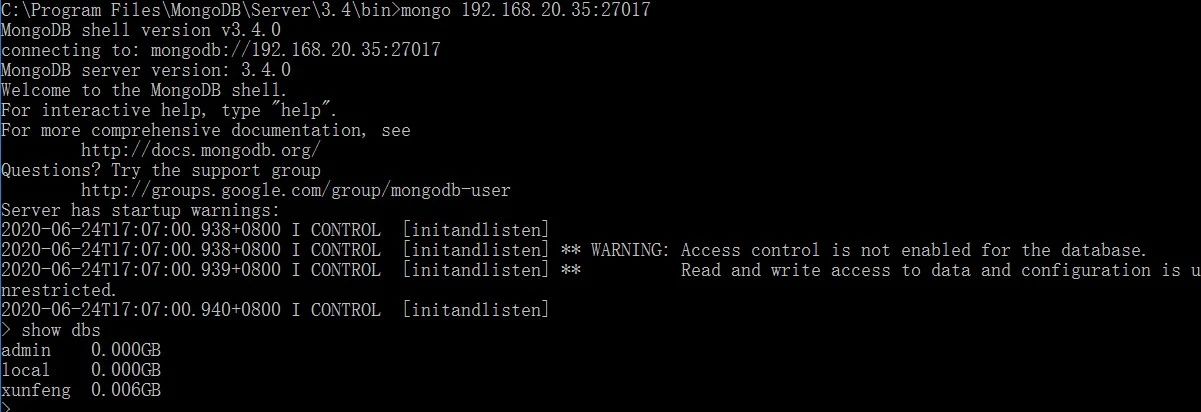 C:\Program Files\MongoDB\Server\3.4\bin>mongo 192.168.20.35:27017
MongoDB shell version v3.4.0
connecting to: mongodb://192.168.20.35:27017
MongoDB server version: 3.4.0
Welcome to the MongoDB shell.
For interactive help, type "help".
For more comprehensive documentation, see
        http://docs.mongodb.org/
Questions? Try the support group
        http://groups.google.com/group/mongodb-user
Server has startup warnings:
2020-06-24T17:07:00.938+0800 I CONTROL  [initandlisten]
2020-06-24T17:07:00.938+0800 I CONTROL  [initandlisten] ** WARNING: Access control is not enabled for the database.
2020-06-24T17:07:00.939+0800 I CONTROL  [initandlisten] **          Read and write access to data and configuration is u
nrestricted.
2020-06-24T17:07:00.940+0800 I CONTROL  [initandlisten]
> show dbs
admin    0.000GB
local    0.000GB
xunfeng  0.006GB
>